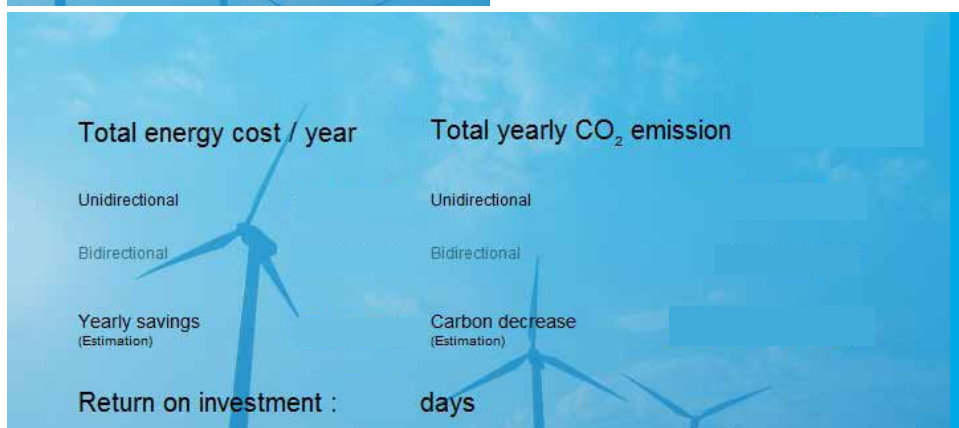 Total energy cost / year
Total yearly CO₂ emission
Unidirectional
Unidirectional
Bidirectional
Bidirectional
Yearly savings
(Estimation)
Carbon decrease
(Estimation)
Return on investment : days